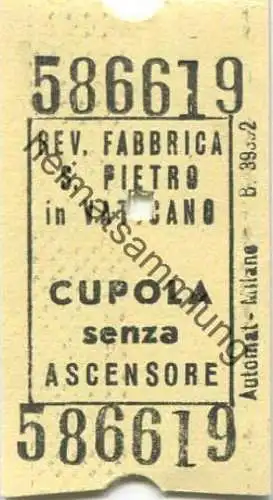 586619
REV. FABBRICA
S. PIETRO
in VATICANO
CUPOLA
senza
ASCENSORE
586619
Automat - Milano - B.
heimatsammlung